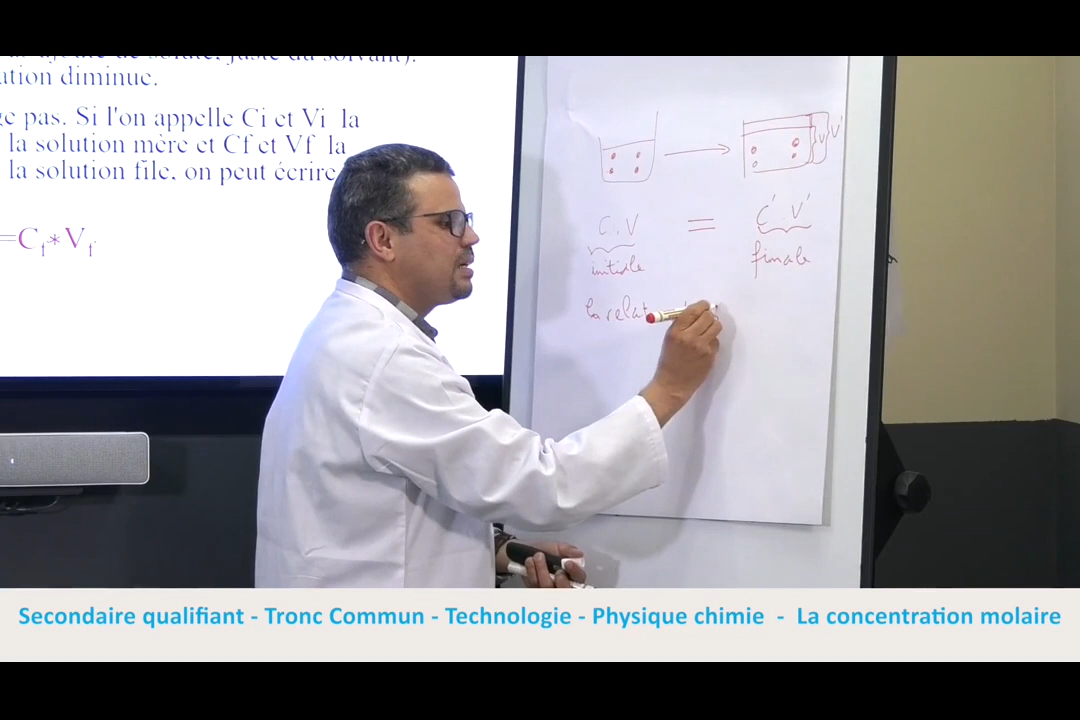 ution diminue.
ge pas. Si l'on appelle Ci et Vi la
la solution mère et Cf et Vf la
la solution file, on peut écrire
=Cf*Vf
V V'
C.V = C'.V'
initiale finale
la relat
Secondaire qualifiant - Tronc Commun - Technologie - Physique chimie - La concentration molaire